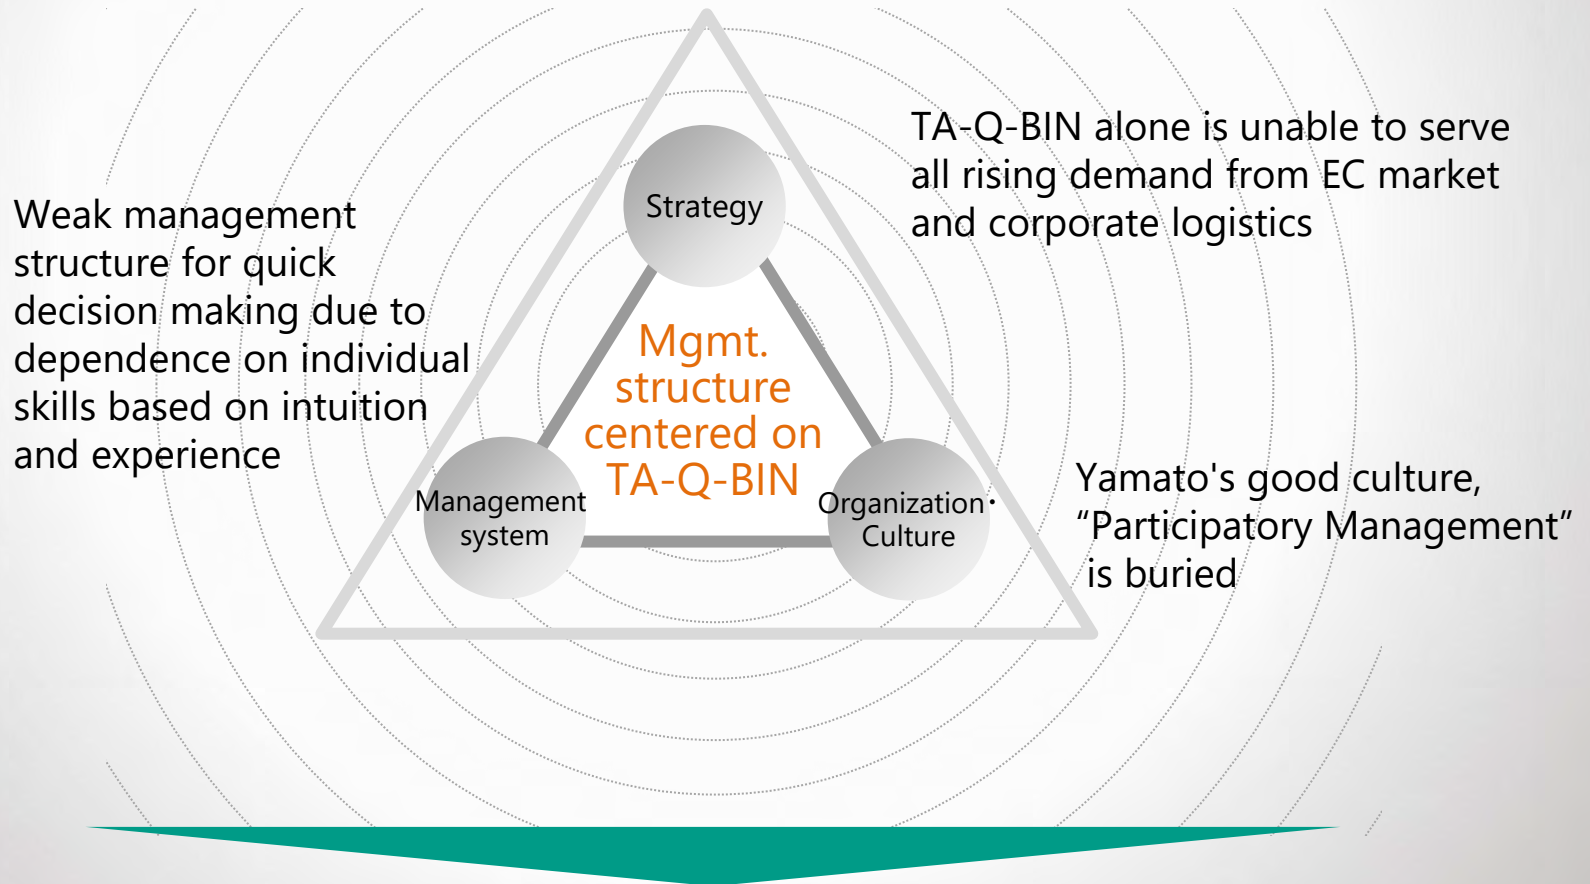 TA-Q-BIN alone is unable to serve
all rising demand from EC market
and corporate logistics
Weak management
structure for quick
decision making due to
dependence on individual
skills based on intuition
and experience
Strategy
Mgmt.
structure
centered on
TA-Q-BIN
Management
system
Organization・
Culture
Yamato's good culture,
“Participatory Management”
is buried